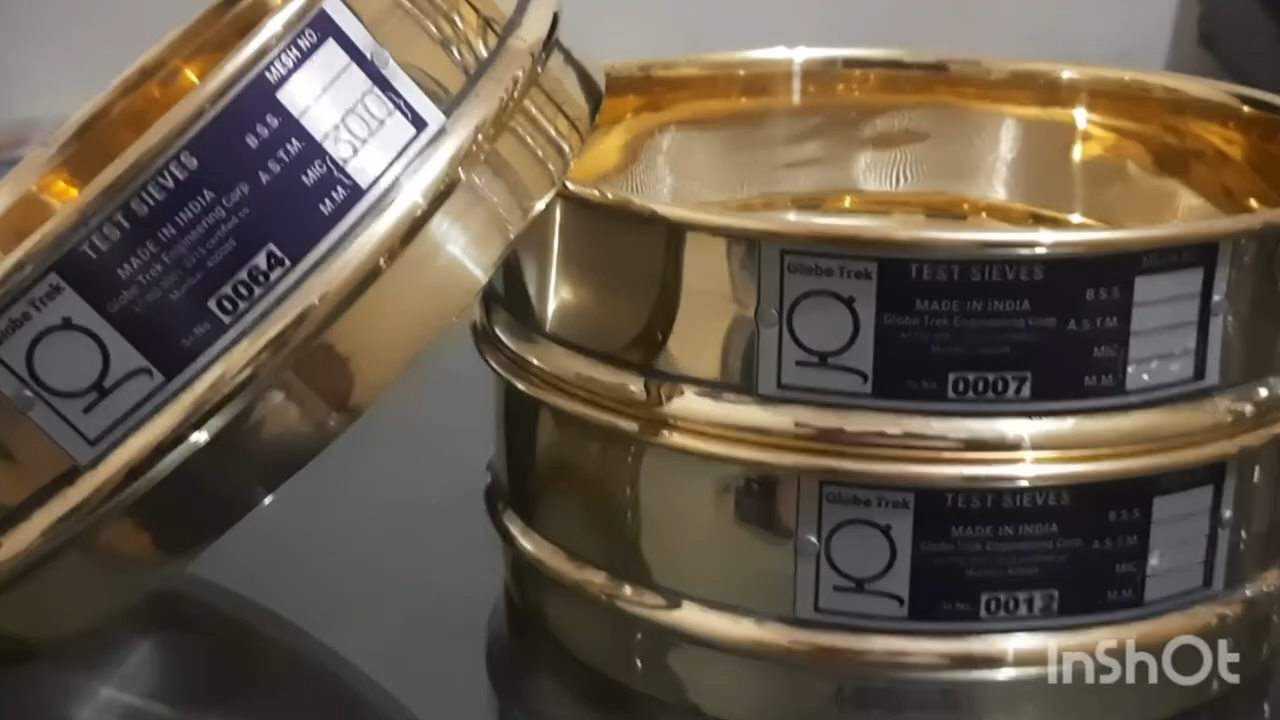 MESH NO.
B.S.S.
A.S.T.M.
MIC
M.M.
TEST SIEVES
MADE IN INDIA
Globe Trek Engineering Corp
Sr.No 0064
Globe Trek
Globe Trek
TEST SIEVES
MADE IN INDIA
Globe Trek Engineering Corp.
Sr.No. 0007
B.S.S
A.S.T.M.
MIC
M.M.
Globe Trek
TEST SIEVES
MADE IN INDIA
Globe Trek Engineering Corp.
Sr.No. 0012
B.S.S.
A.S.T.M.
MIC
M.M.
InShOt